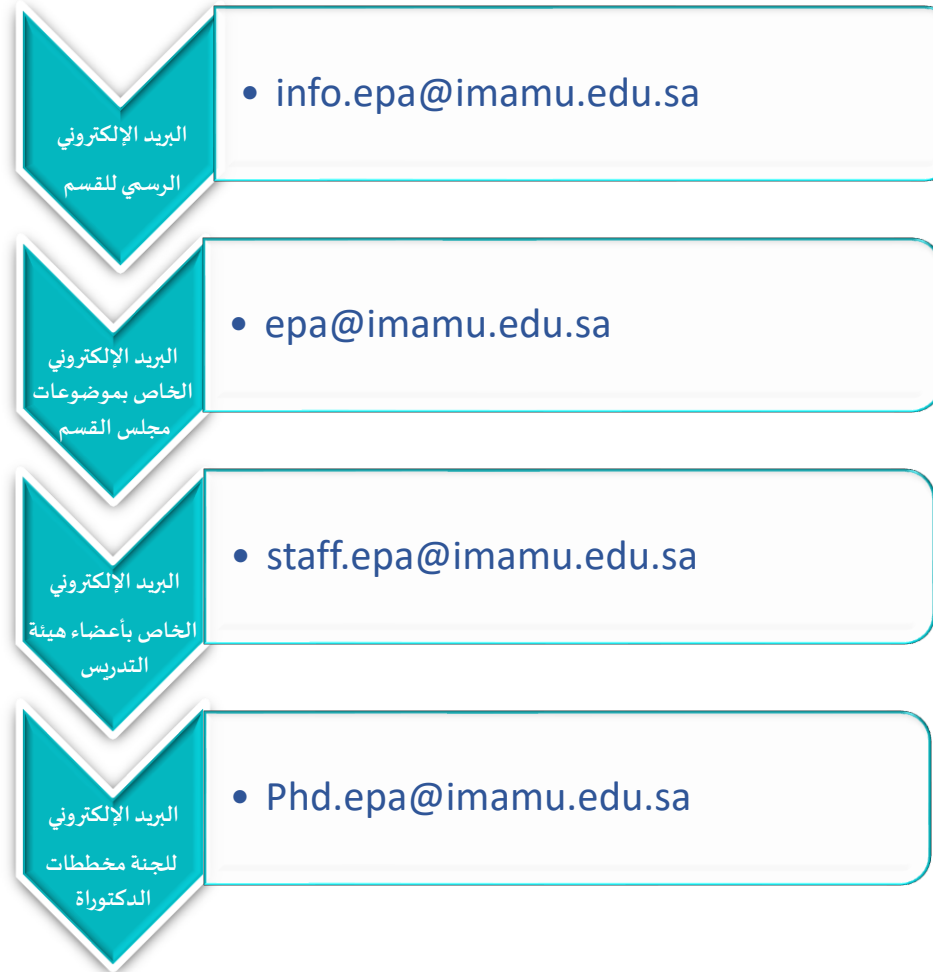 البريد الإلكتروني
الرسمي للقسم
• info.epa@imamu.edu.sa
البريد الإلكتروني
الخاص بموضوعات
مجلس القسم
• epa@imamu.edu.sa
البريد الإلكتروني
الخاص بأعضاء هيئة
التدريس
• staff.epa@imamu.edu.sa
البريد الإلكتروني
للجنة مخططات
الدكتوراة
• Phd.epa@imamu.edu.sa